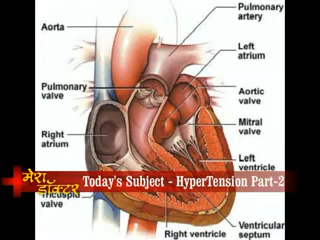 Pulmonary
artery
Aorta
Left
atrium
Pulmonary
valve
Aortic
valve
Mitral
valve
Right
atrium
Left
ventricle
मेरा
डॉक्टर
Today's Subject - HyperTension Part-2
Tricuspid
valve
Right ventricle
Ventricular
septum